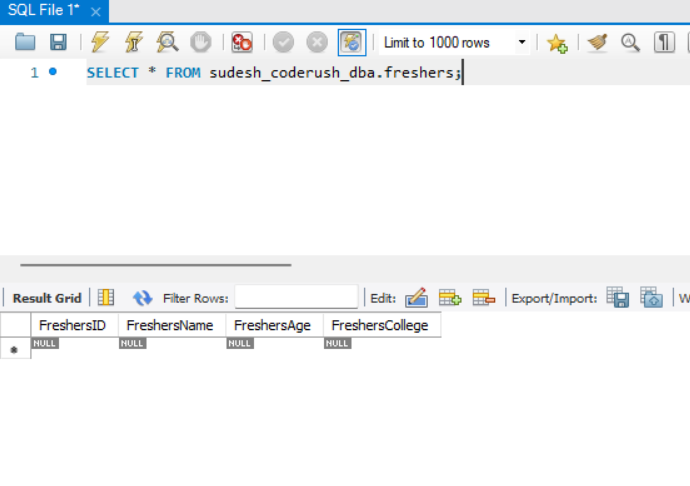 SQL File 1*
Limit to 1000 rows
1 SELECT * FROM sudesh_coderush_dba.freshers;
Result Grid Filter Rows: Edit: Export/Import: W
FreshersID FreshersName FreshersAge FreshersCollege
* NULL NULL NULL NULL